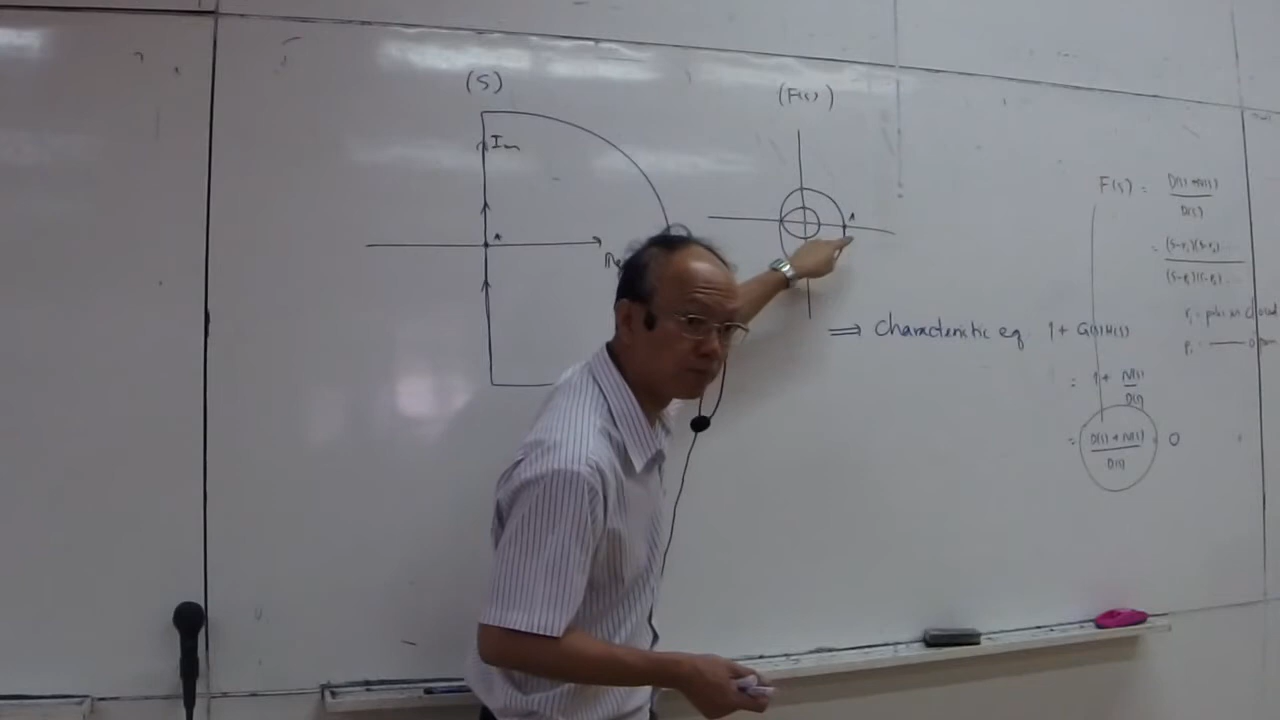 (S)
Im
A
(F(s))
A
F(s) = D(s)+N(s)
D(s)
⟹ Characteristic eq 1 + G(s)H(s)
= 1 + N(s)
D(s)
= D(s) + N(s) = 0
D(s)